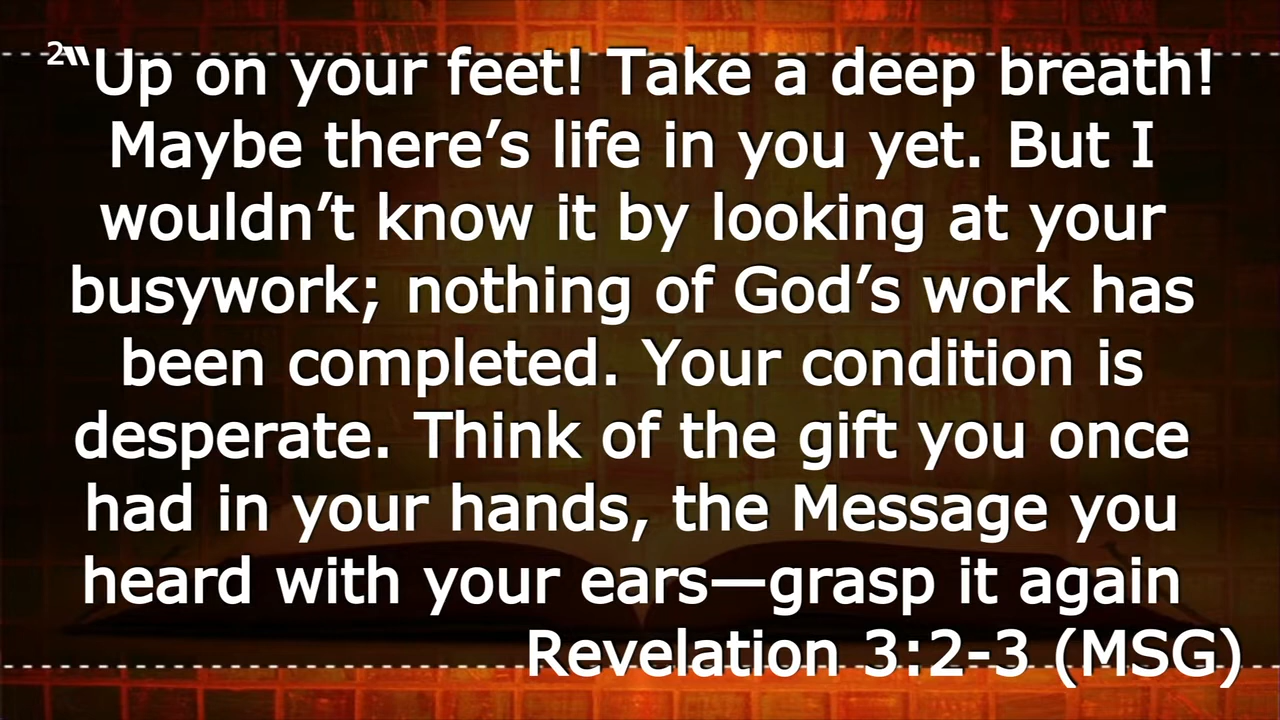 2“Up on your feet! Take a deep breath!
Maybe there’s life in you yet. But I
wouldn’t know it by looking at your
busywork; nothing of God’s work has
been completed. Your condition is
desperate. Think of the gift you once
had in your hands, the Message you
heard with your ears—grasp it again
Revelation 3:2-3 (MSG)